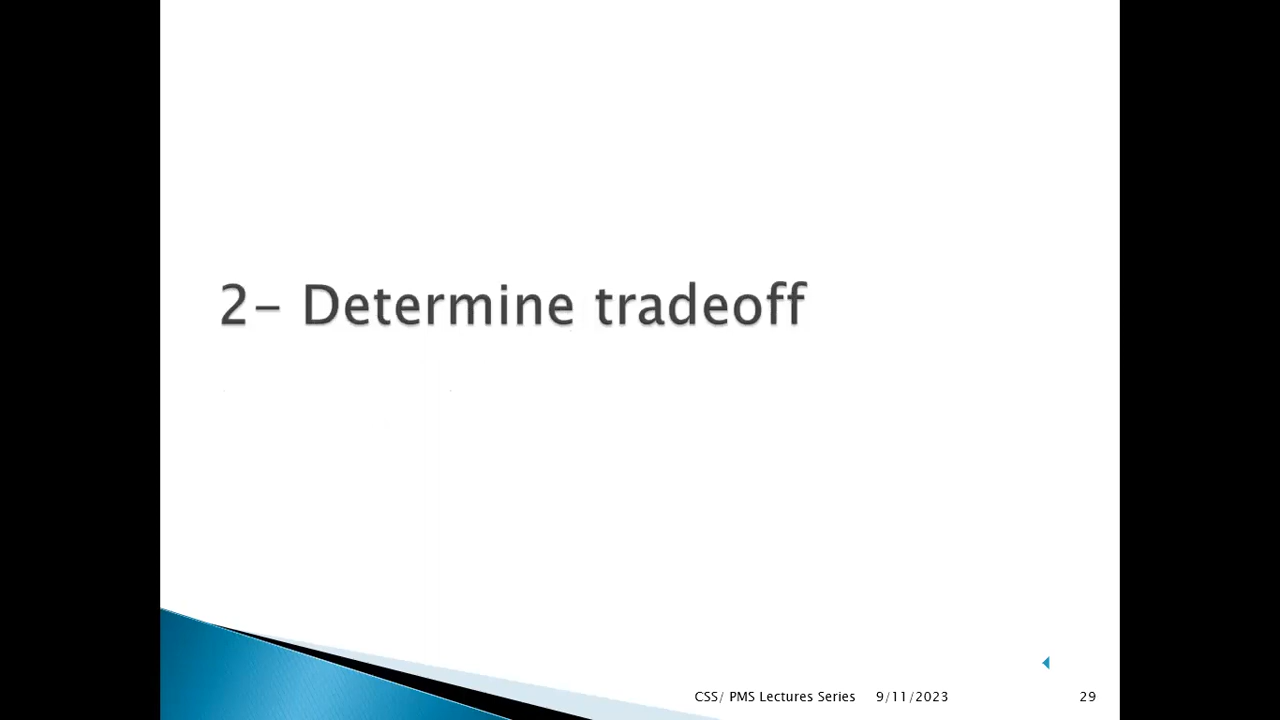 2- Determine tradeoff
CSS/ PMS Lectures Series 9/11/2023 29